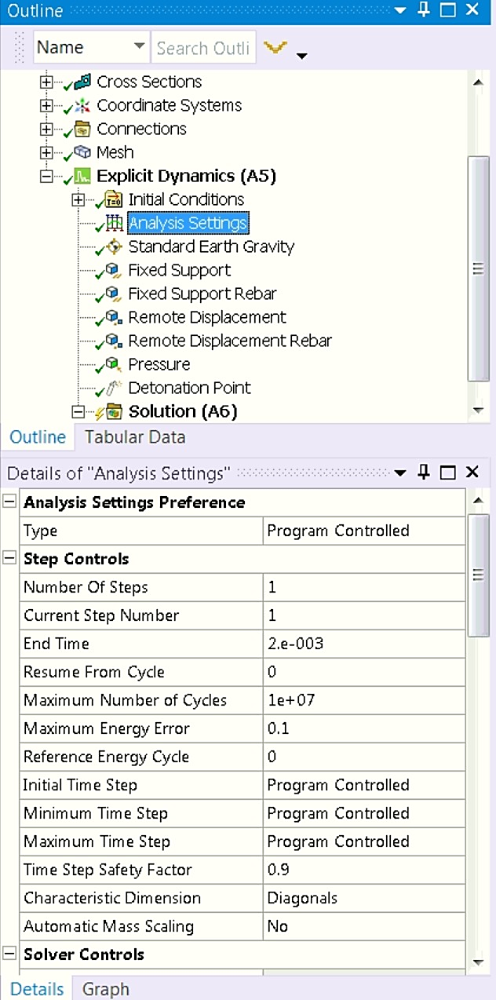 Outline
Name Search Outli
Cross Sections
Coordinate Systems
Connections
Mesh
Explicit Dynamics (A5)
T=0 Initial Conditions
Analysis Settings
Standard Earth Gravity
Fixed Support
Fixed Support Rebar
Remote Displacement
Remote Displacement Rebar
Pressure
Detonation Point
Solution (A6)
Outline Tabular Data
Details of "Analysis Settings"
Analysis Settings Preference
Type Program Controlled
Step Controls
Number Of Steps 1
Current Step Number 1
End Time 2.e-003
Resume From Cycle 0
Maximum Number of Cycles 1e+07
Maximum Energy Error 0.1
Reference Energy Cycle 0
Initial Time Step Program Controlled
Minimum Time Step Program Controlled
Maximum Time Step Program Controlled
Time Step Safety Factor 0.9
Characteristic Dimension Diagonals
Automatic Mass Scaling No
Solver Controls
Details Graph